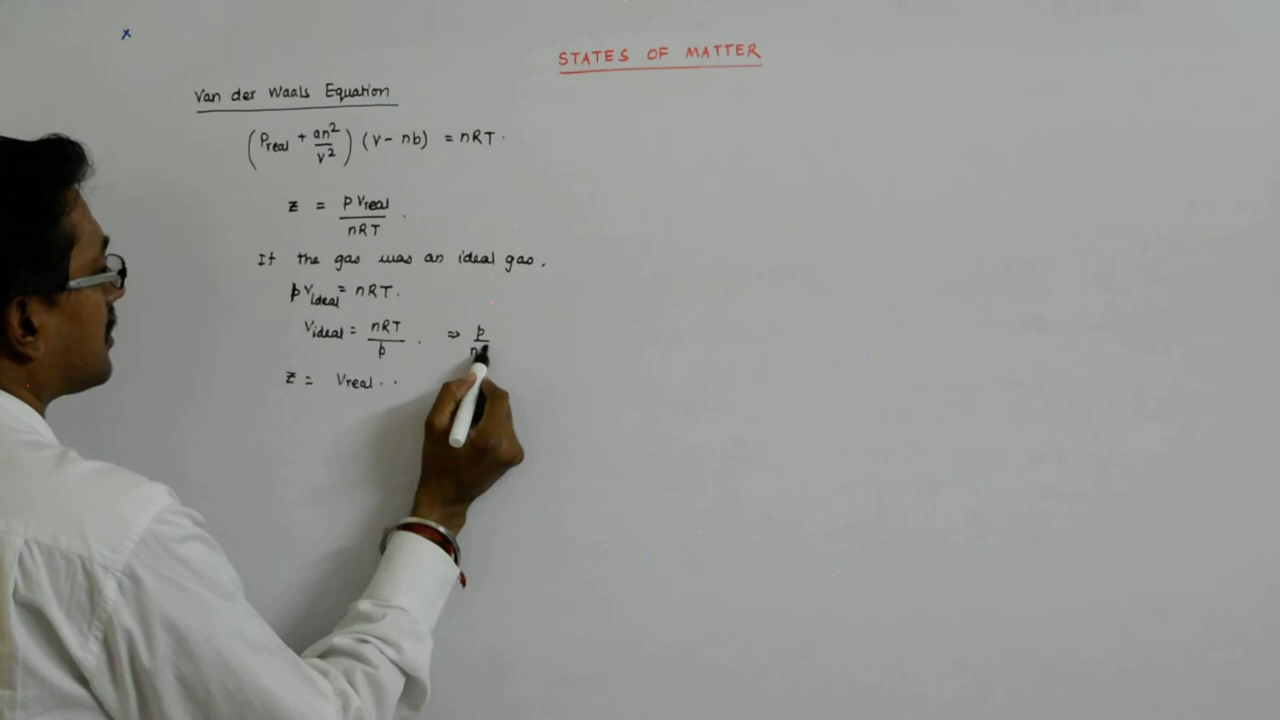 x
STATES OF MATTER
Van der Waals Equation
(Preal + an²/v²) (v - nb) = nRT.
z = p Vreal / nRT .
If the gas was an ideal gas.
pVideal = nRT.
Videal = nRT / p . ⇒ p / n
z = Vreal . .